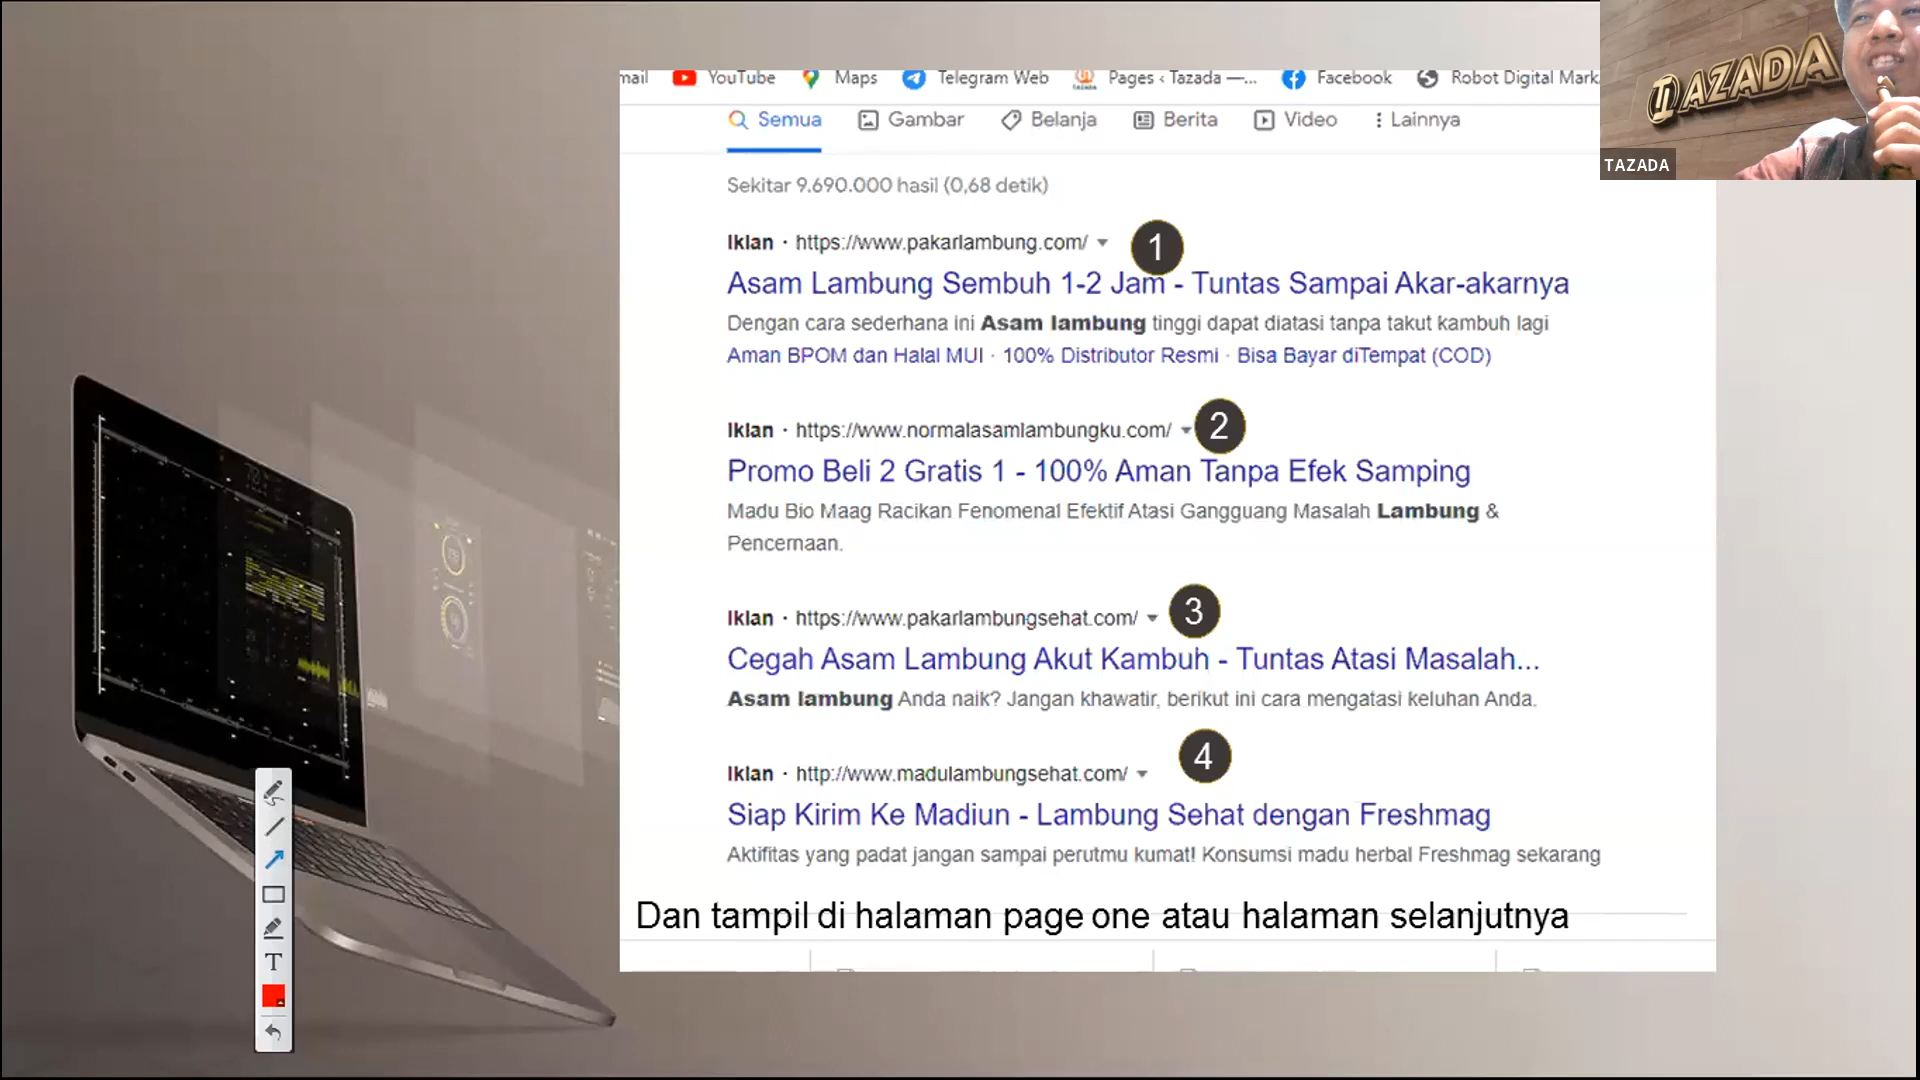 mail YouTube Maps Telegram Web Pages ‹ Tazada —... Facebook Robot Digital Mark
TAZADA
TAZADA
Semua Gambar Belanja Berita Video Lainnya
Sekitar 9.690.000 hasil (0,68 detik)
Iklan · https://www.pakarlambung.com/ 1
Asam Lambung Sembuh 1-2 Jam - Tuntas Sampai Akar-akarnya
Dengan cara sederhana ini Asam lambung tinggi dapat diatasi tanpa takut kambuh lagi
Aman BPOM dan Halal MUI · 100% Distributor Resmi · Bisa Bayar diTempat (COD)
Iklan · https://www.normalasamlambungku.com/ 2
Promo Beli 2 Gratis 1 - 100% Aman Tanpa Efek Samping
Madu Bio Maag Racikan Fenomenal Efektif Atasi Gangguang Masalah Lambung &
Pencernaan.
Iklan · https://www.pakarlambungsehat.com/ 3
Cegah Asam Lambung Akut Kambuh - Tuntas Atasi Masalah...
Asam lambung Anda naik? Jangan khawatir, berikut ini cara mengatasi keluhan Anda.
Iklan · http://www.madulambungsehat.com/ 4
Siap Kirim Ke Madiun - Lambung Sehat dengan Freshmag
Aktifitas yang padat jangan sampai perutmu kumat! Konsumsi madu herbal Freshmag sekarang
Dan tampil di halaman page one atau halaman selanjutnya
T